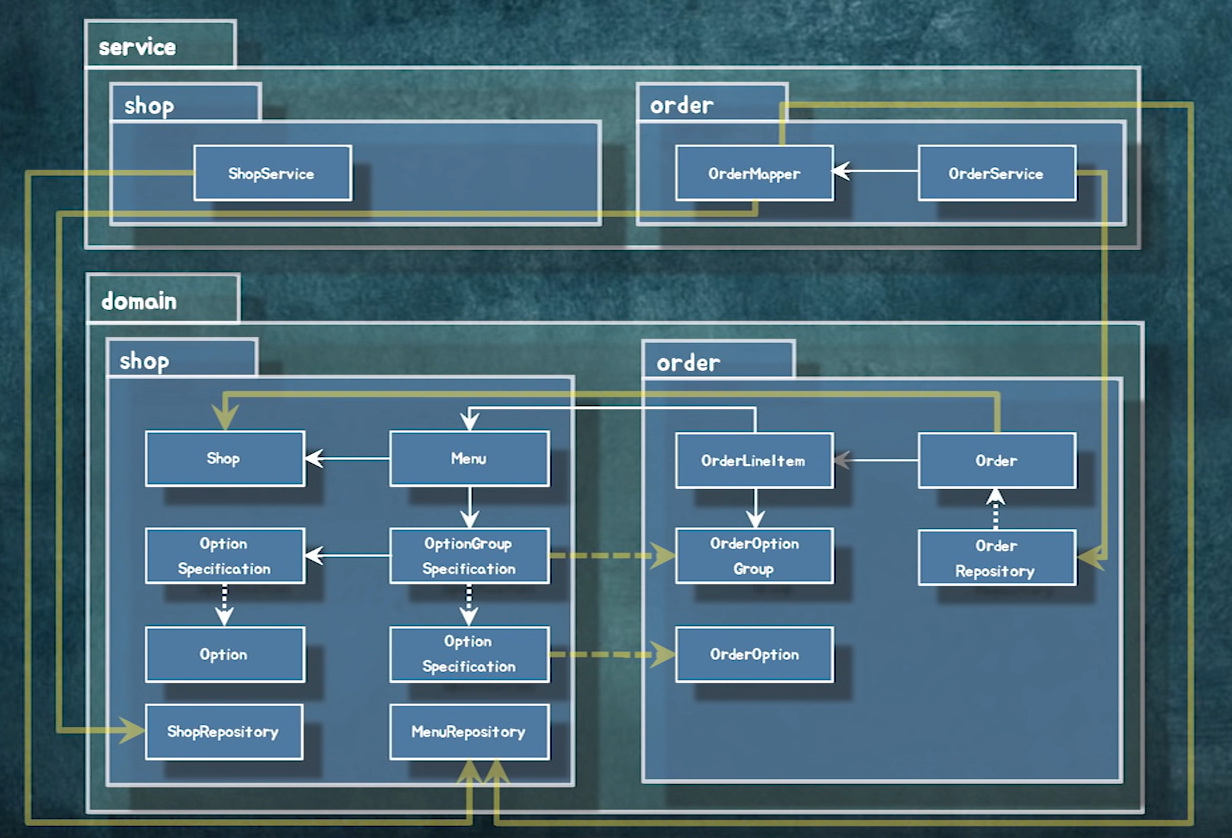 service
shop
order
ShopService
OrderMapper
OrderService
domain
shop
order
Shop
Menu
OrderLineItem
Order
Option
Specification
OptionGroup
Specification
OrderOption
Group
Order
Repository
Option
Option
Specification
OrderOption
ShopRepository
MenuRepository